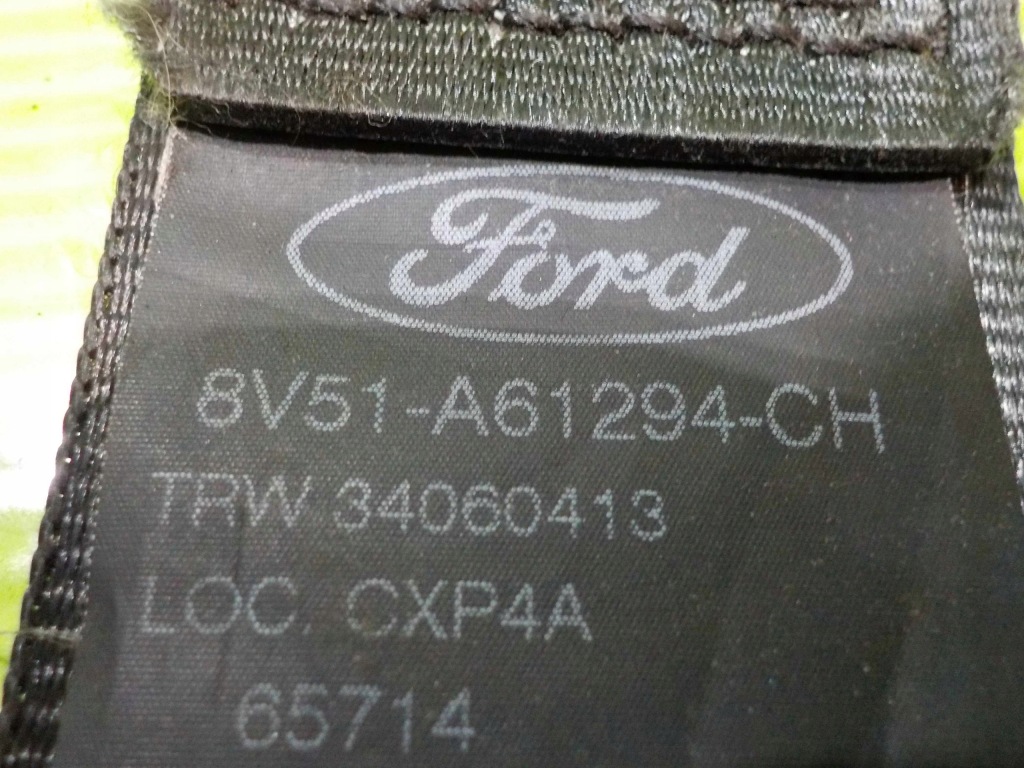 Ford
8V51-A61294-CH
TRW 34060413
LOC. CXP4A
65714